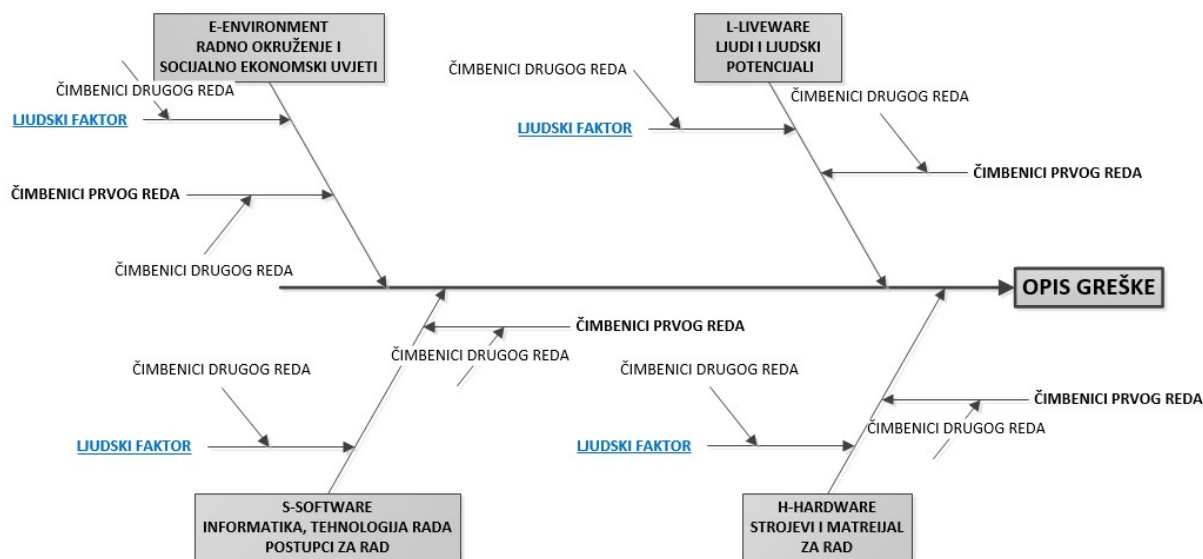 E-ENVIRONMENT
RADNO OKRUŽENJE I
SOCIJALNO EKONOMSKI UVJETI
L-LIVEWARE
LJUDI I LJUDSKI
POTENCIJALI
ČIMBENICI DRUGOG REDA
LJUDSKI FAKTOR
ČIMBENICI PRVOG REDA
ČIMBENICI DRUGOG REDA
ČIMBENICI DRUGOG REDA
LJUDSKI FAKTOR
ČIMBENICI DRUGOG REDA
ČIMBENICI PRVOG REDA
OPIS GREŠKE
ČIMBENICI PRVOG REDA
ČIMBENICI DRUGOG REDA
ČIMBENICI DRUGOG REDA
LJUDSKI FAKTOR
ČIMBENICI DRUGOG REDA
LJUDSKI FAKTOR
ČIMBENICI PRVOG REDA
ČIMBENICI DRUGOG REDA
S-SOFTWARE
INFORMATIKA, TEHNOLOGIJA RADA
POSTUPCI ZA RAD
H-HARDWARE
STROJEVI I MATREIJAL
ZA RAD